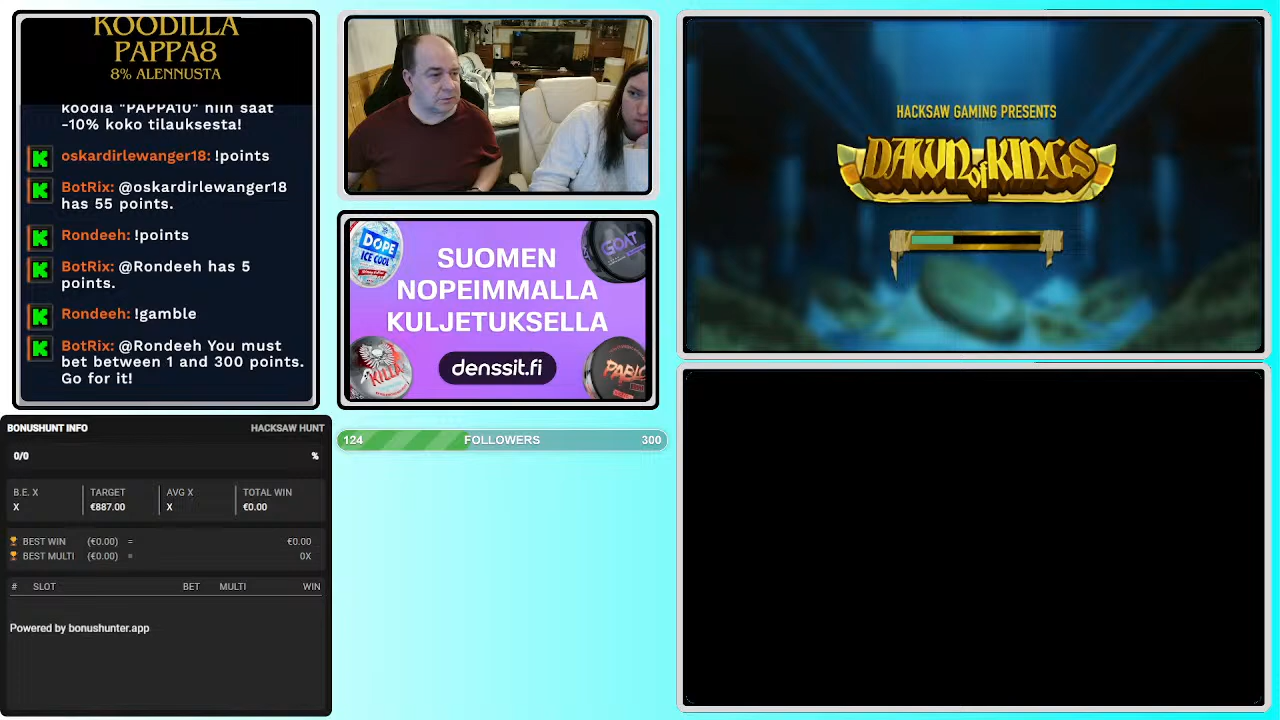 KOODILLA
PAPPA8
8% ALENNUSTA
koodia "PAPPA10" niin saat
-10% koko tilauksesta!
oskardirlewanger18: !points
BotRix: @oskardirlewanger18
has 55 points.
Rondeeh: !points
BotRix: @Rondeeh has 5
points.
Rondeeh: !gamble
BotRix: @Rondeeh You must
bet between 1 and 300 points.
Go for it!
BONUSHUNT INFO HACKSAW HUNT
0/0 %
B.E. X TARGET AVG X TOTAL WIN
X €887.00 X €0.00
BEST WIN (€0.00) = €0.00
BEST MULTI (€0.00) = 0X
# SLOT BET MULTI WIN
Powered by bonushunter.app
DOPE
ICE COOL
GOAT
SUOMEN
NOPEIMMALLA
KULJETUKSELLA
KILLA
denssit.fi
PABLO
124 FOLLOWERS 300
HACKSAW GAMING PRESENTS
DAWN of KINGS